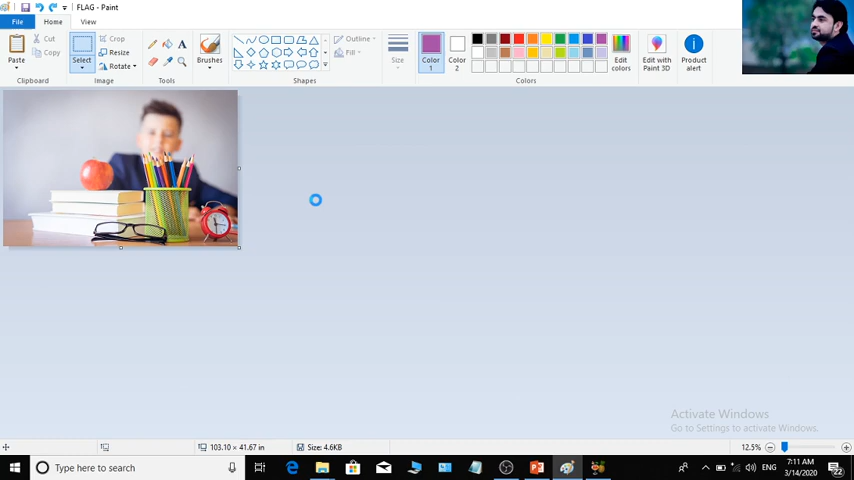 FLAG - Paint
File
Home
View
Paste
Cut
Copy
Clipboard
Select
Crop
Resize
Rotate
Image
A
Tools
Brushes
Shapes
Outline
Fill
Size
Color 1
Color 2
Colors
Edit colors
Edit with Paint 3D
Product alert
Activate Windows
Go to Settings to activate Windows.
103.10 × 41.67 in
Size: 4.6KB
12.5%
Type here to search
ENG
7:11 AM
3/14/2020
22